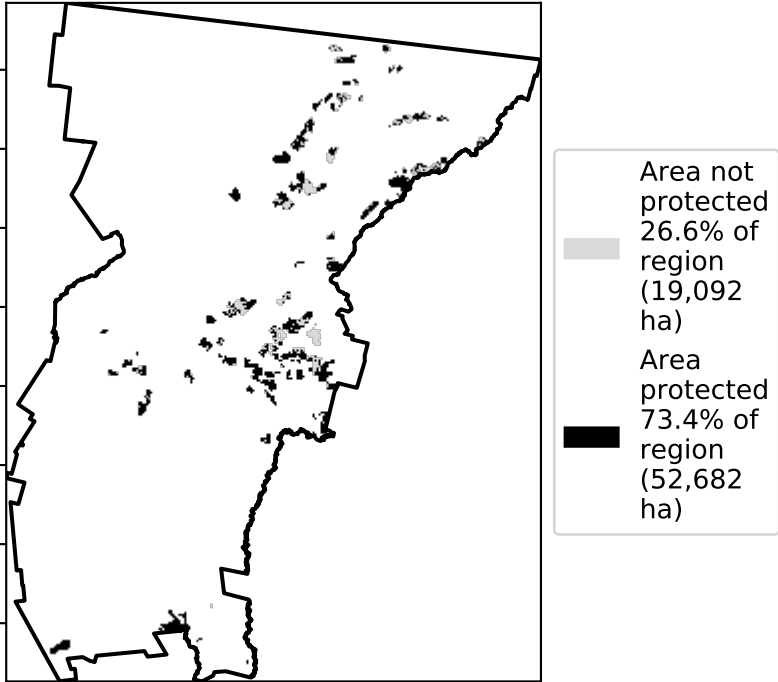 Area not
protected
26.6% of
region
(19,092
ha)
Area
protected
73.4% of
region
(52,682
ha)